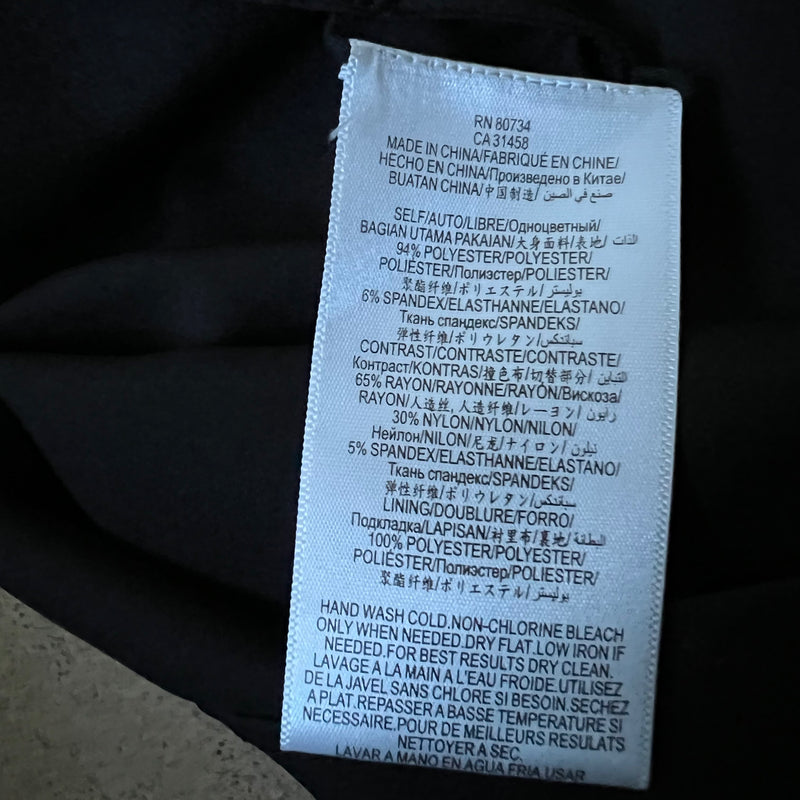 RN 80734
CA 31458
MADE IN CHINA/FABRIQUÉ EN CHINE/
HECHO EN CHINA/Произведено в Китае/
BUATAN CHINA/中国制造/صنع في الصين
SELF/AUTO/LIBRE/Одноцветный/
BAGIAN UTAMA PAKAIAN/大身面料/表地/الذات
94% POLYESTER/POLYESTER/
POLIÉSTER/Полиэстер/POLIESTER/
聚酯纤维/ポリエステル/بوليستر
6% SPANDEX/ELASTHANNE/ELASTANO/
Ткань спандекс/SPANDEKS/
弹性纤维/ポリウレタン/سباندكس
CONTRAST/CONTRASTE/CONTRASTE/
Контраст/KONTRAS/撞色布/切替部分/التباين
65% RAYON/RAYONNE/RAYÓN/Вискоза/
RAYON/人造丝, 人造纤维/レーヨン/رايون
30% NYLON/NYLON/NILON/
Нейлон/NILON/尼龙/ナイロン/نيلون
5% SPANDEX/ELASTHANNE/ELASTANO/
Ткань спандекс/SPANDEKS/
弹性纤维/ポリウレタン/سباندكس
LINING/DOUBLURE/FORRO/
Подкладка/LAPISAN/衬里布/裏地/البطانة
100% POLYESTER/POLYESTER/
POLIÉSTER/Полиэстер/POLIESTER/
聚酯纤维/ポリエステル/بوليستر
HAND WASH COLD.NON-CHLORINE BLEACH
ONLY WHEN NEEDED.DRY FLAT.LOW IRON IF
NEEDED.FOR BEST RESULTS DRY CLEAN.
LAVAGE A LA MAIN A L'EAU FROIDE.UTILISEZ
DE LA JAVEL SANS CHLORE SI BESOIN.SECHEZ
A PLAT.REPASSER A BASSE TEMPERATURE SI
NECESSAIRE.POUR DE MEILLEURS RESULATS
NETTOYER A SEC.
LAVAR A MANO EN AGUA FRIA.USAR